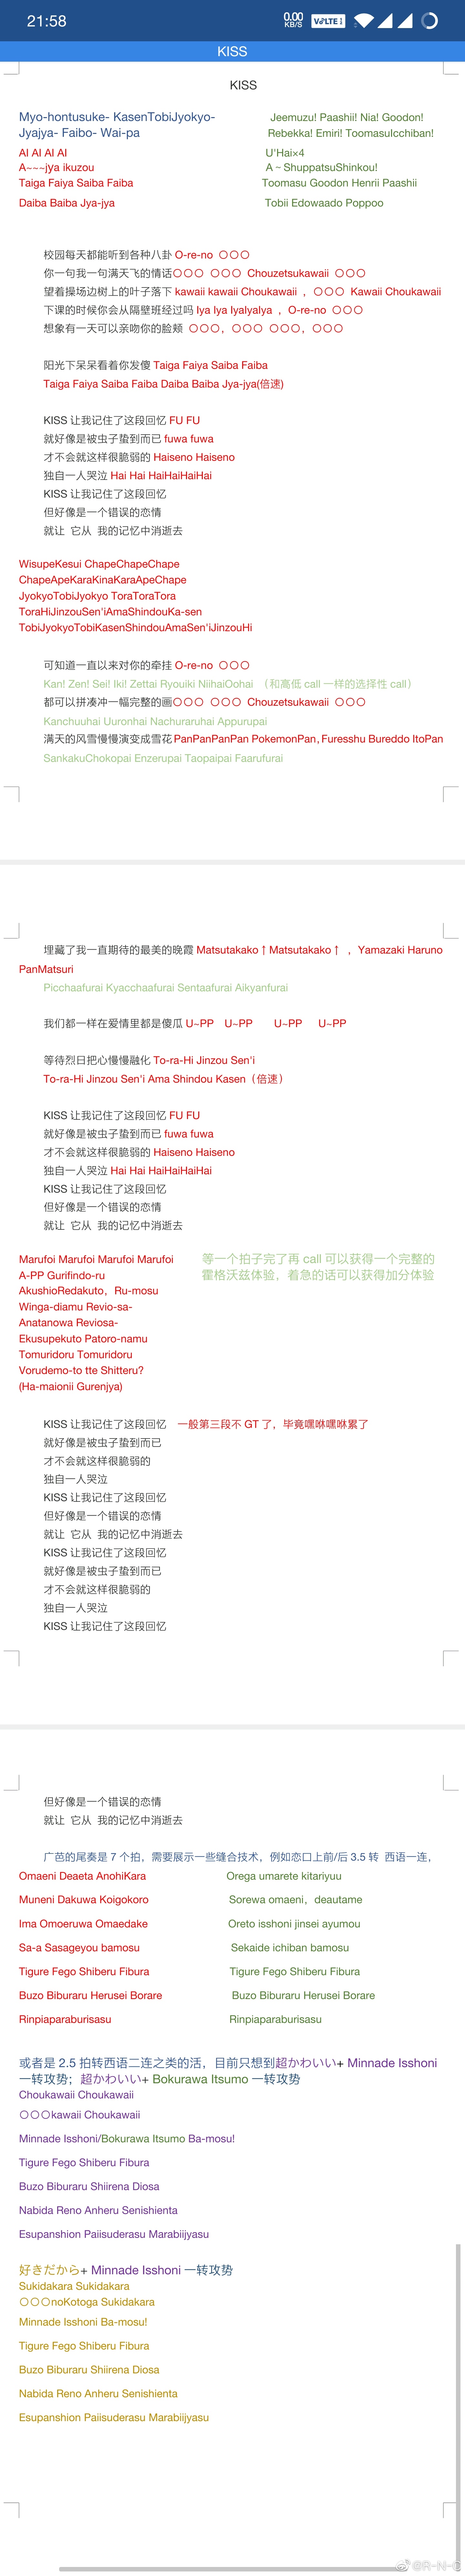 21:58
0.00 KB/S VoLTE
KISS
KISS
Myo-hontusuke- KasenTobiJyokyo-
Jyajya- Faibo- Wai-pa
Jeemuzu! Paashii! Nia! Goodon!
Rebekka! Emiri! ToomasuIcchiban!
AI AI AI AI
U'Hai×4
A~~~jya ikuzou
A~ShuppatsuShinkou!
Taiga Faiya Saiba Faiba
Toomasu Goodon Henrii Paashii
Daiba Baiba Jya-jya
Tobii Edowaado Poppoo
校园每天都能听到各种八卦 O-re-no 〇〇〇
你一句我一句满天飞的情话〇〇〇 〇〇〇 Chouzetsukawaii 〇〇〇
望着操场边树上的叶子落下 kawaii kawaii Choukawaii ，〇〇〇 Kawaii Choukawaii
下课的时候你会从隔壁班经过吗 Iya Iya IyaIyaIya ，O-re-no 〇〇〇
想象有一天可以亲吻你的脸颊 〇〇〇，〇〇〇 〇〇〇，〇〇〇
阳光下呆呆看着你发傻 Taiga Faiya Saiba Faiba
Taiga Faiya Saiba Faiba Daiba Baiba Jya-jya(倍速)
KISS 让我记住了这段回忆 FU FU
就好像是被虫子蛰到而已 fuwa fuwa
才不会就这样很脆弱的 Haiseno Haiseno
独自一人哭泣 Hai Hai HaiHaiHaiHai
KISS 让我记住了这段回忆
但好像是一个错误的恋情
就让 它从 我的记忆中消逝去
WisupeKesui ChapeChapeChape
ChapeApeKaraKinaKaraApeChape
JyokyoTobiJyokyo ToraToraTora
ToraHiJinzouSen'iAmaShindouKa-sen
TobiJyokyoTobiKasenShindouAmaSen'iJinzouHi
可知道一直以来对你的牵挂 O-re-no 〇〇〇
Kan! Zen! Sei! Iki! Zettai Ryouiki NiihaiOohai （和高低 call 一样的选择性 call）
都可以拼凑冲一幅完整的画〇〇〇 〇〇〇 Chouzetsukawaii 〇〇〇
Kanchuuhai Uuronhai Nachuraruhai Appurupai
满天的风雪慢慢演变成雪花 PanPanPanPan PokemonPan, Furesshu Bureddo ItoPan
SankakuChokopai Enzerupai Taopaipai Faarufurai
埋藏了我一直期待的最美的晚霞 Matsutakako↑Matsutakako↑ ，Yamazaki Haruno
PanMatsuri
Picchaafurai Kyacchaafurai Sentaafurai Aikyanfurai
我们都一样在爱情里都是傻瓜 U~PP U~PP U~PP U~PP
等待烈日把心慢慢融化 To-ra-Hi Jinzou Sen'i
To-ra-Hi Jinzou Sen'i Ama Shindou Kasen（倍速）
KISS 让我记住了这段回忆 FU FU
就好像是被虫子蛰到而已 fuwa fuwa
才不会就这样很脆弱的 Haiseno Haiseno
独自一人哭泣 Hai Hai HaiHaiHaiHai
KISS 让我记住了这段回忆
但好像是一个错误的恋情
就让 它从 我的记忆中消逝去
Marufoi Marufoi Marufoi Marufoi
等一个拍子完了再 call 可以获得一个完整的
A-PP Gurifindo-ru
霍格沃兹体验，着急的话可以获得加分体验
AkushioRedakuto，Ru-mosu
Winga-diamu Revio-sa-
Anatanowa Reviosa-
Ekusupekuto Patoro-namu
Tomuridoru Tomuridoru
Vorudemo-to tte Shitteru?
(Ha-maionii Gurenjya)
KISS 让我记住了这段回忆 一般第三段不 GT 了，毕竟嘿咻嘿咻累了
就好像是被虫子蛰到而已
才不会就这样很脆弱的
独自一人哭泣
KISS 让我记住了这段回忆
但好像是一个错误的恋情
就让 它从 我的记忆中消逝去
KISS 让我记住了这段回忆
就好像是被虫子蛰到而已
才不会就这样很脆弱的
独自一人哭泣
KISS 让我记住了这段回忆
但好像是一个错误的恋情
就让 它从 我的记忆中消逝去
广芭的尾奏是 7 个拍，需要展示一些缝合技术，例如恋口上前/后 3.5 转 西语一连，
Omaeni Deaeta AnohiKara
Orega umarete kitariyuu
Muneni Dakuwa Koigokoro
Sorewa omaeni，deautame
Ima Omoeruwa Omaedake
Oreto isshoni jinsei ayumou
Sa-a Sasageyou bamosu
Sekaide ichiban bamosu
Tigure Fego Shiberu Fibura
Tigure Fego Shiberu Fibura
Buzo Biburaru Herusei Borare
Buzo Biburaru Herusei Borare
Rinpiaparaburisasu
Rinpiaparaburisasu
或者是 2.5 拍转西语二连之类的活，目前只想到超かわいい+ Minnade Isshoni
一转攻势；超かわいい+ Bokurawa Itsumo 一转攻势
Choukawaii Choukawaii
〇〇〇kawaii Choukawaii
Minnade Isshoni/Bokurawa Itsumo Ba-mosu!
Tigure Fego Shiberu Fibura
Buzo Biburaru Shiirena Diosa
Nabida Reno Anheru Senishienta
Esupanshion Paiisuderasu Marabiijyasu
好きだから+ Minnade Isshoni 一转攻势
Sukidakara Sukidakara
〇〇〇noKotoga Sukidakara
Minnade Isshoni Ba-mosu!
Tigure Fego Shiberu Fibura
Buzo Biburaru Shiirena Diosa
Nabida Reno Anheru Senishienta
Esupanshion Paiisuderasu Marabiijyasu